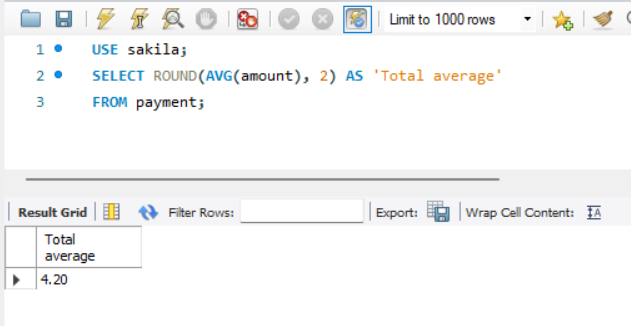 Limit to 1000 rows
1 USE sakila;
2 SELECT ROUND(AVG(amount), 2) AS 'Total average'
3 FROM payment;
Result Grid Filter Rows: Export: Wrap Cell Content: IA
Total
average
4.20